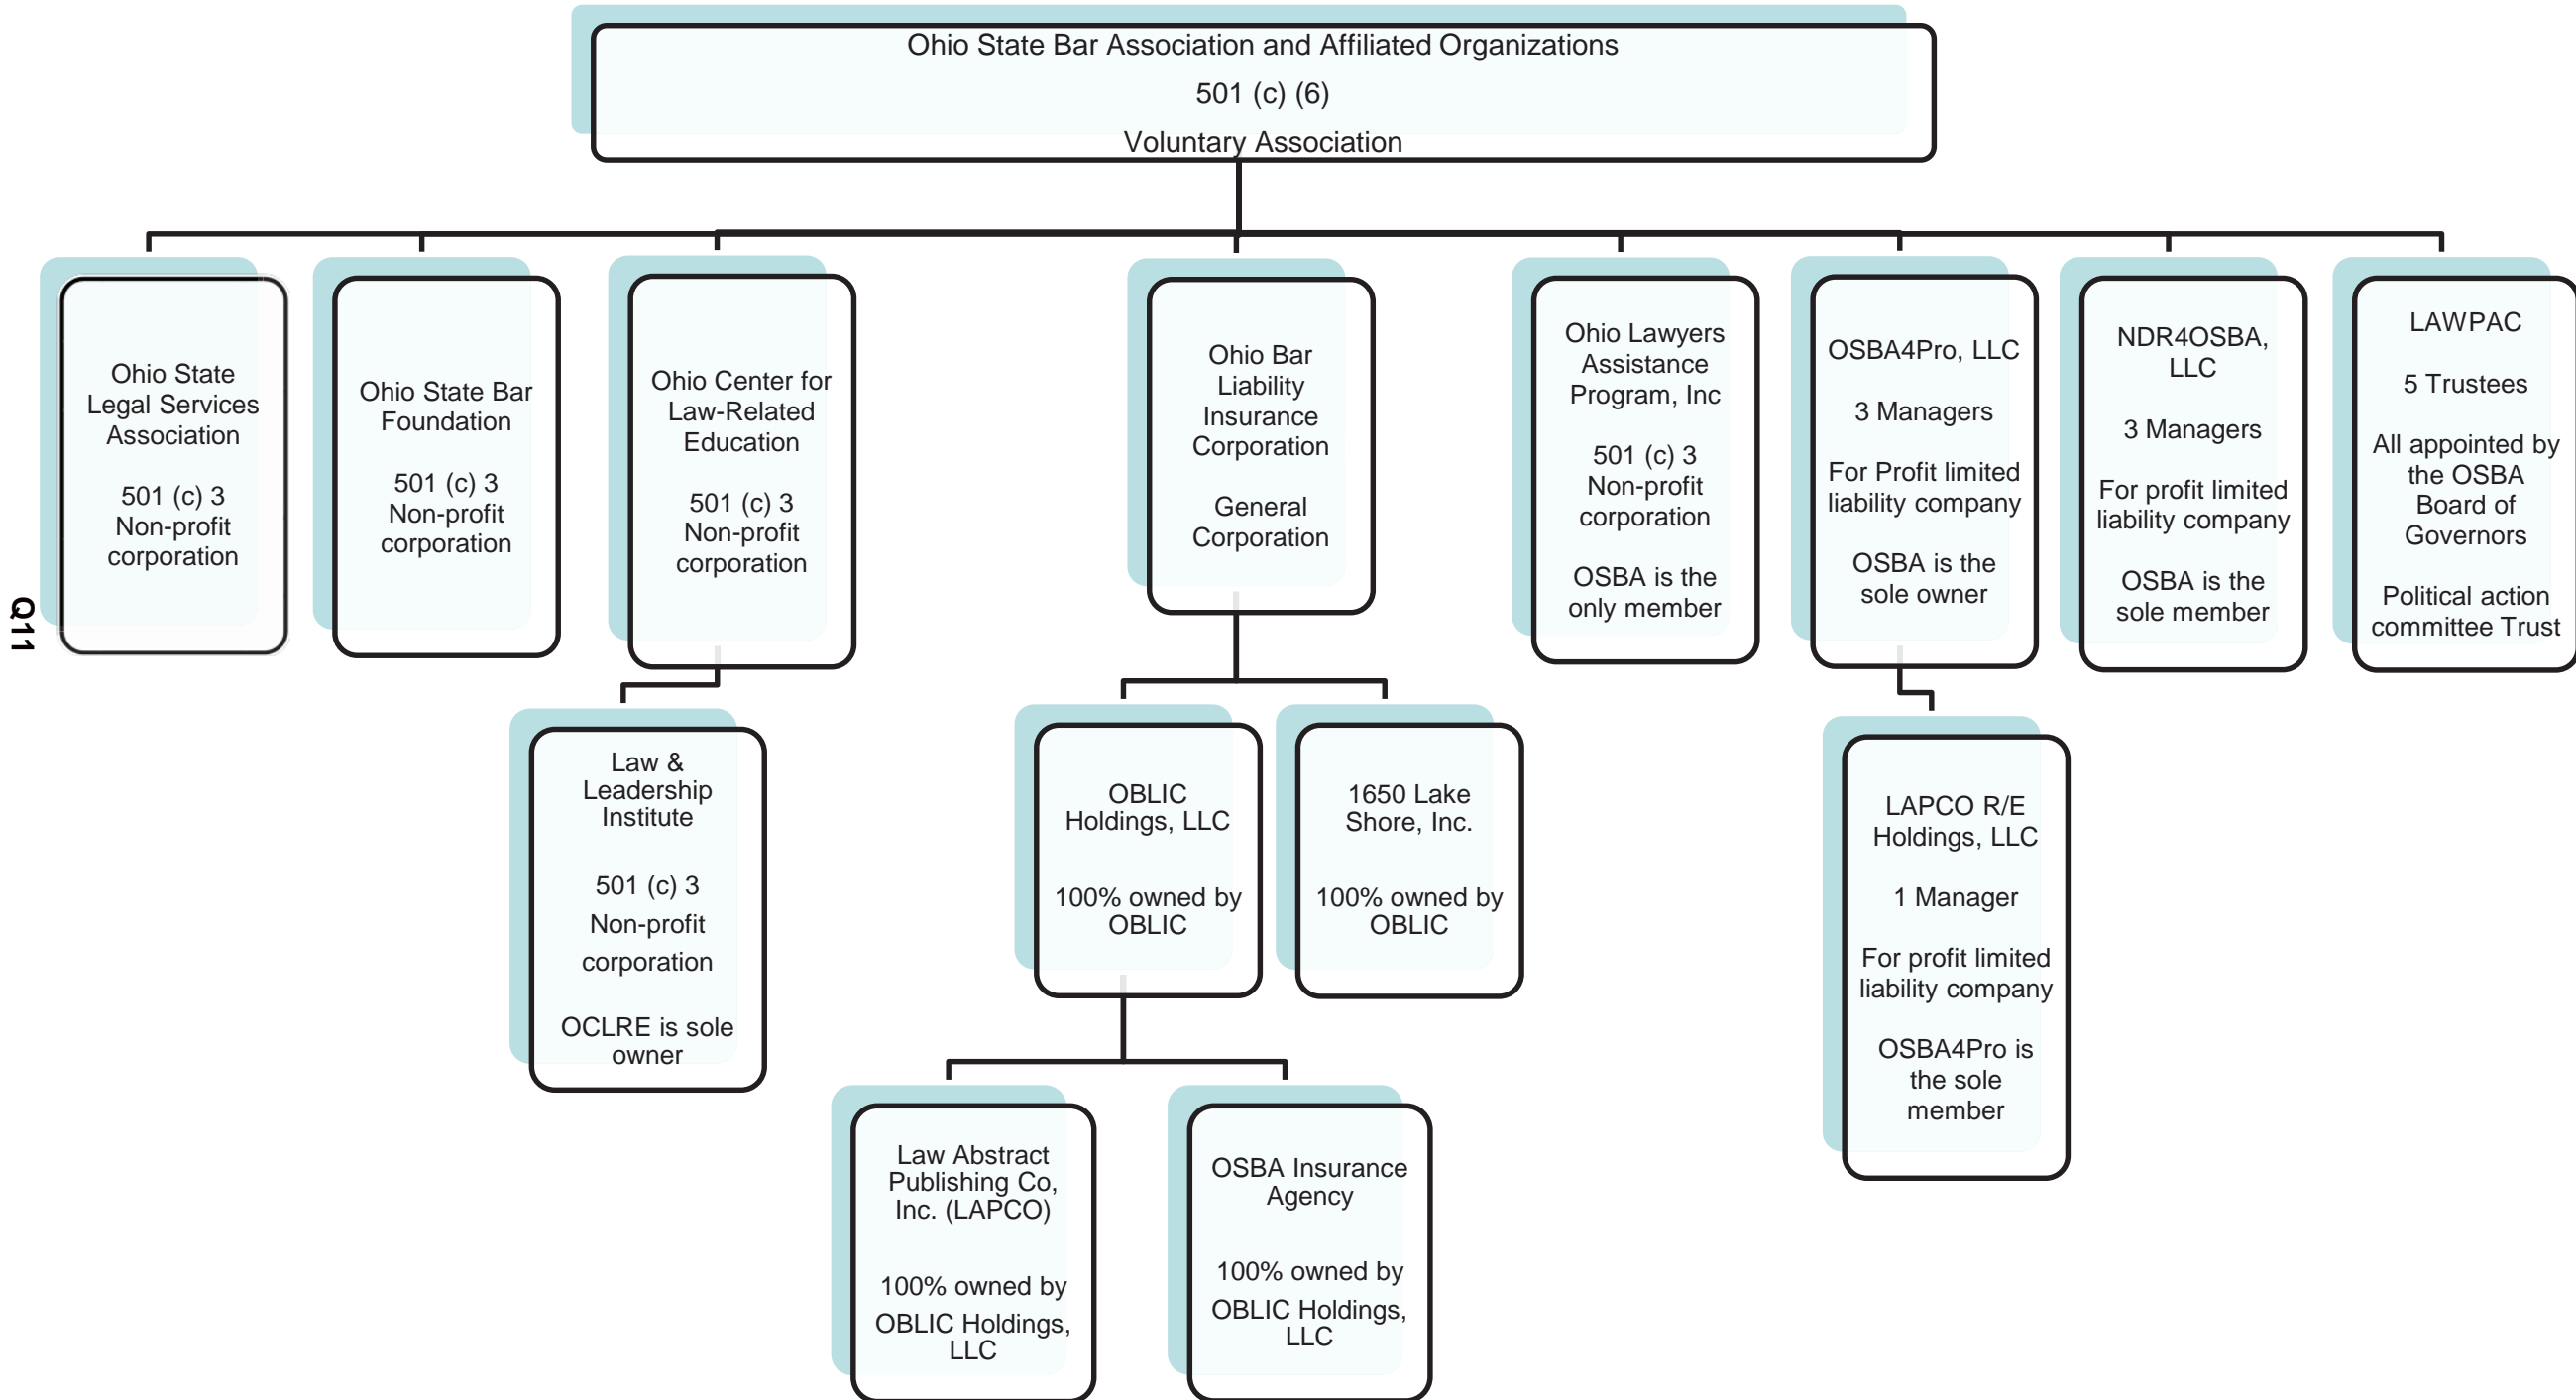 Ohio State Bar Association and Affiliated Organizations
501 (c) (6)
Voluntary Association
Ohio State
Legal Services
Association
501 (c) 3
Non-profit
corporation
Ohio State Bar
Foundation
501 (c) 3
Non-profit
corporation
Ohio Center for
Law-Related
Education
501 (c) 3
Non-profit
corporation
Ohio Bar
Liability
Insurance
Corporation
General
Corporation
Ohio Lawyers
Assistance
Program, Inc
501 (c) 3
Non-profit
corporation
OSBA is the
only member
OSBA4Pro, LLC
3 Managers
For Profit limited
liability company
OSBA is the
sole owner
NDR4OSBA,
LLC
3 Managers
For profit limited
liability company
OSBA is the
sole member
LAWPAC
5 Trustees
All appointed by
the OSBA
Board of
Governors
Political action
committee Trust
Q11
Law &
Leadership
Institute
501 (c) 3
Non-profit
corporation
OCLRE is sole
owner
OBLIC
Holdings, LLC
100% owned by
OBLIC
1650 Lake
Shore, Inc.
100% owned by
OBLIC
LAPCO R/E
Holdings, LLC
1 Manager
For profit limited
liability company
OSBA4Pro is
the sole
member
Law Abstract
Publishing Co,
Inc. (LAPCO)
100% owned by
OBLIC Holdings,
LLC
OSBA Insurance
Agency
100% owned by
OBLIC Holdings,
LLC